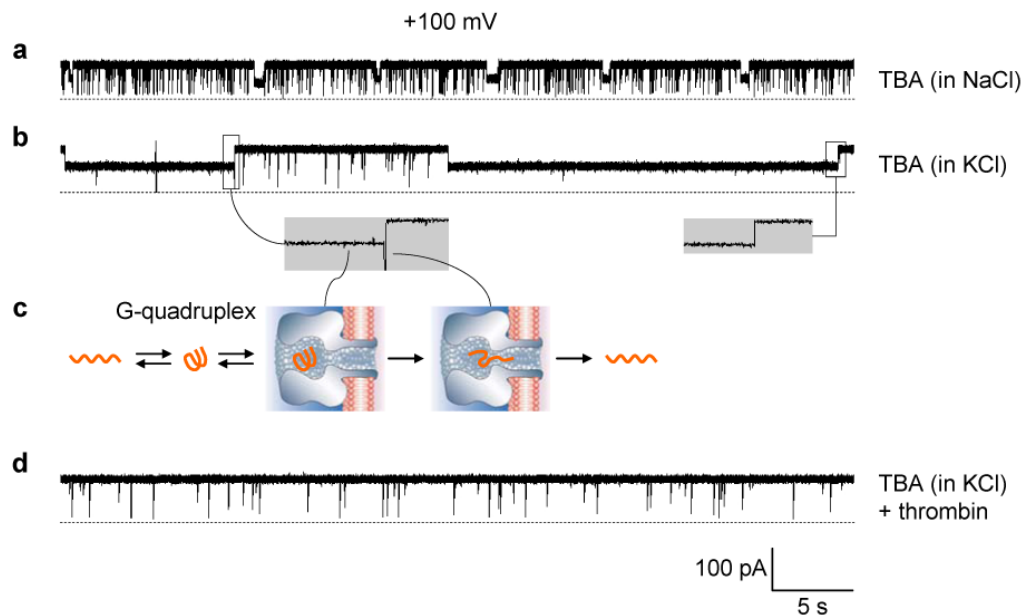 +100 mV
a
TBA (in NaCl)
b
TBA (in KCl)
c
G-quadruplex
d
TBA (in KCl)
+ thrombin
100 pA
5 s